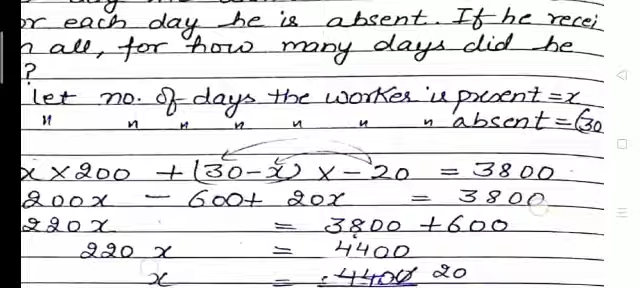 or each day he is absent. If he recei
n all, for how many days did he
?
let no. of days the worker is present = x
" " " " " " " absent = (30
x × 200 + (30-x) × -20 = 3800
200x - 600 + 20x = 3800
220x = 3800 + 600
220 x = 4400
x = 4400 20